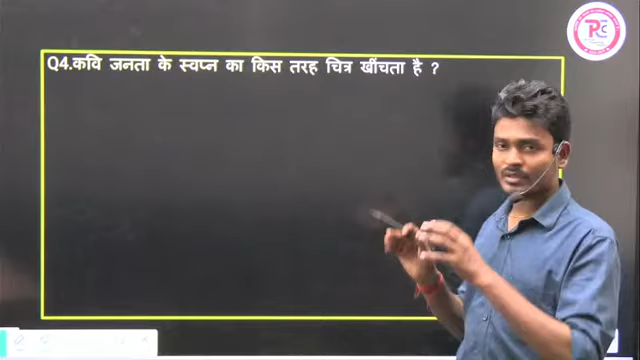 Q4.कवि जनता के स्वप्न का किस तरह चित्र खींचता है ?